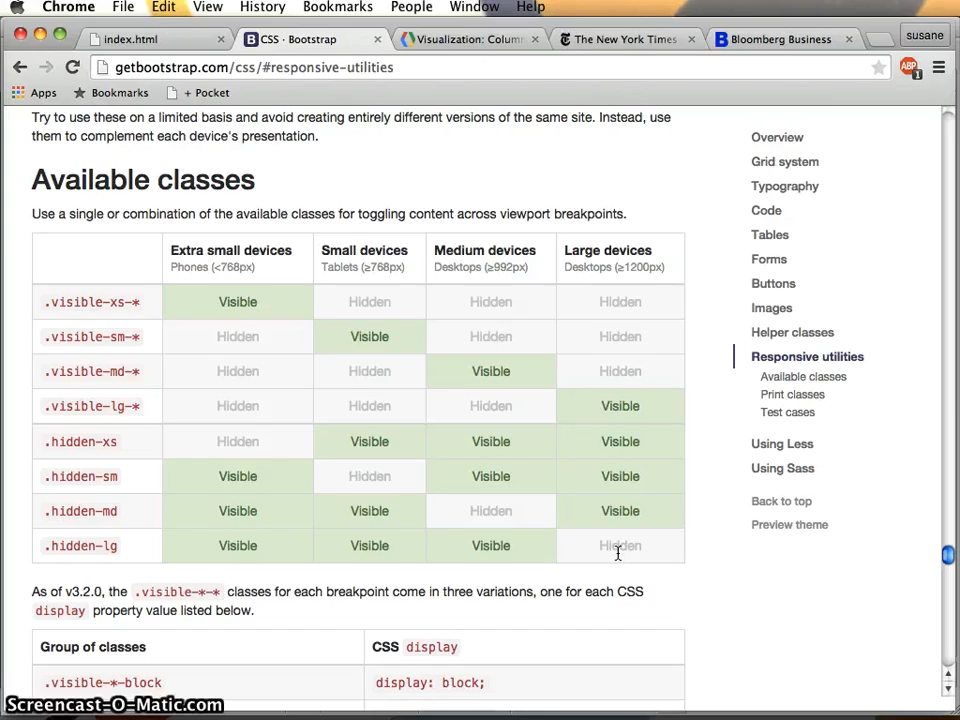 Chrome File Edit View History Bookmarks People Window Help
index.html × CSS · Bootstrap × Visualization: Colum × The New York Times × Bloomberg Business × susane
getbootstrap.com/css/#responsive-utilities ABP 1
Apps Bookmarks + Pocket
Try to use these on a limited basis and avoid creating entirely different versions of the same site. Instead, use
them to complement each device's presentation.
Available classes
Use a single or combination of the available classes for toggling content across viewport breakpoints.
Extra small devices Small devices Medium devices Large devices
Phones (<768px) Tablets (≥768px) Desktops (≥992px) Desktops (≥1200px)
.visible-xs-* Visible Hidden Hidden Hidden
.visible-sm-* Hidden Visible Hidden Hidden
.visible-md-* Hidden Hidden Visible Hidden
.visible-lg-* Hidden Hidden Hidden Visible
.hidden-xs Hidden Visible Visible Visible
.hidden-sm Visible Hidden Visible Visible
.hidden-md Visible Visible Hidden Visible
.hidden-lg Visible Visible Visible Hidden
As of v3.2.0, the .visible-*-* classes for each breakpoint come in three variations, one for each CSS
display property value listed below.
Group of classes CSS display
.visible-*-block display: block;
Overview
Grid system
Typography
Code
Tables
Forms
Buttons
Images
Helper classes
Responsive utilities
Available classes
Print classes
Test cases
Using Less
Using Sass
Back to top
Preview theme
Screencast-O-Matic.com